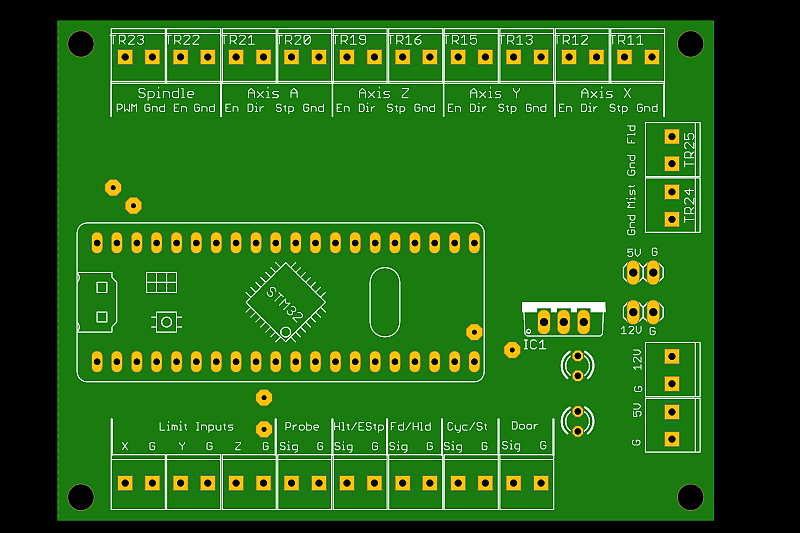 TR23 TR22 TR21 TR20 TR19 TR16 TR15 TR13 TR12 TR11
Spindle Axis A Axis Z Axis Y Axis X
PWM Gnd En Gnd En Dir Stp Gnd En Dir Stp Gnd En Dir Stp Gnd En Dir Stp Gnd
Gnd Fld
TR25
Gnd Mist
TR24
5V G
STM32
12V G
IC1
G 12V
G 5V
Limit Inputs Probe Hlt/EStp Fd/Hld Cyc/St Door
X G Y G Z G Sig G Sig G Sig G Sig G Sig G